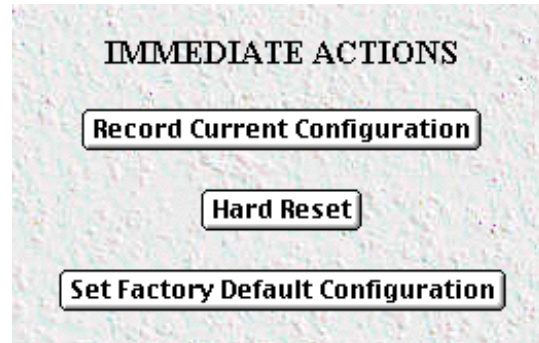 IMMEDIATE ACTIONS
Record Current Configuration
Hard Reset
Set Factory Default Configuration